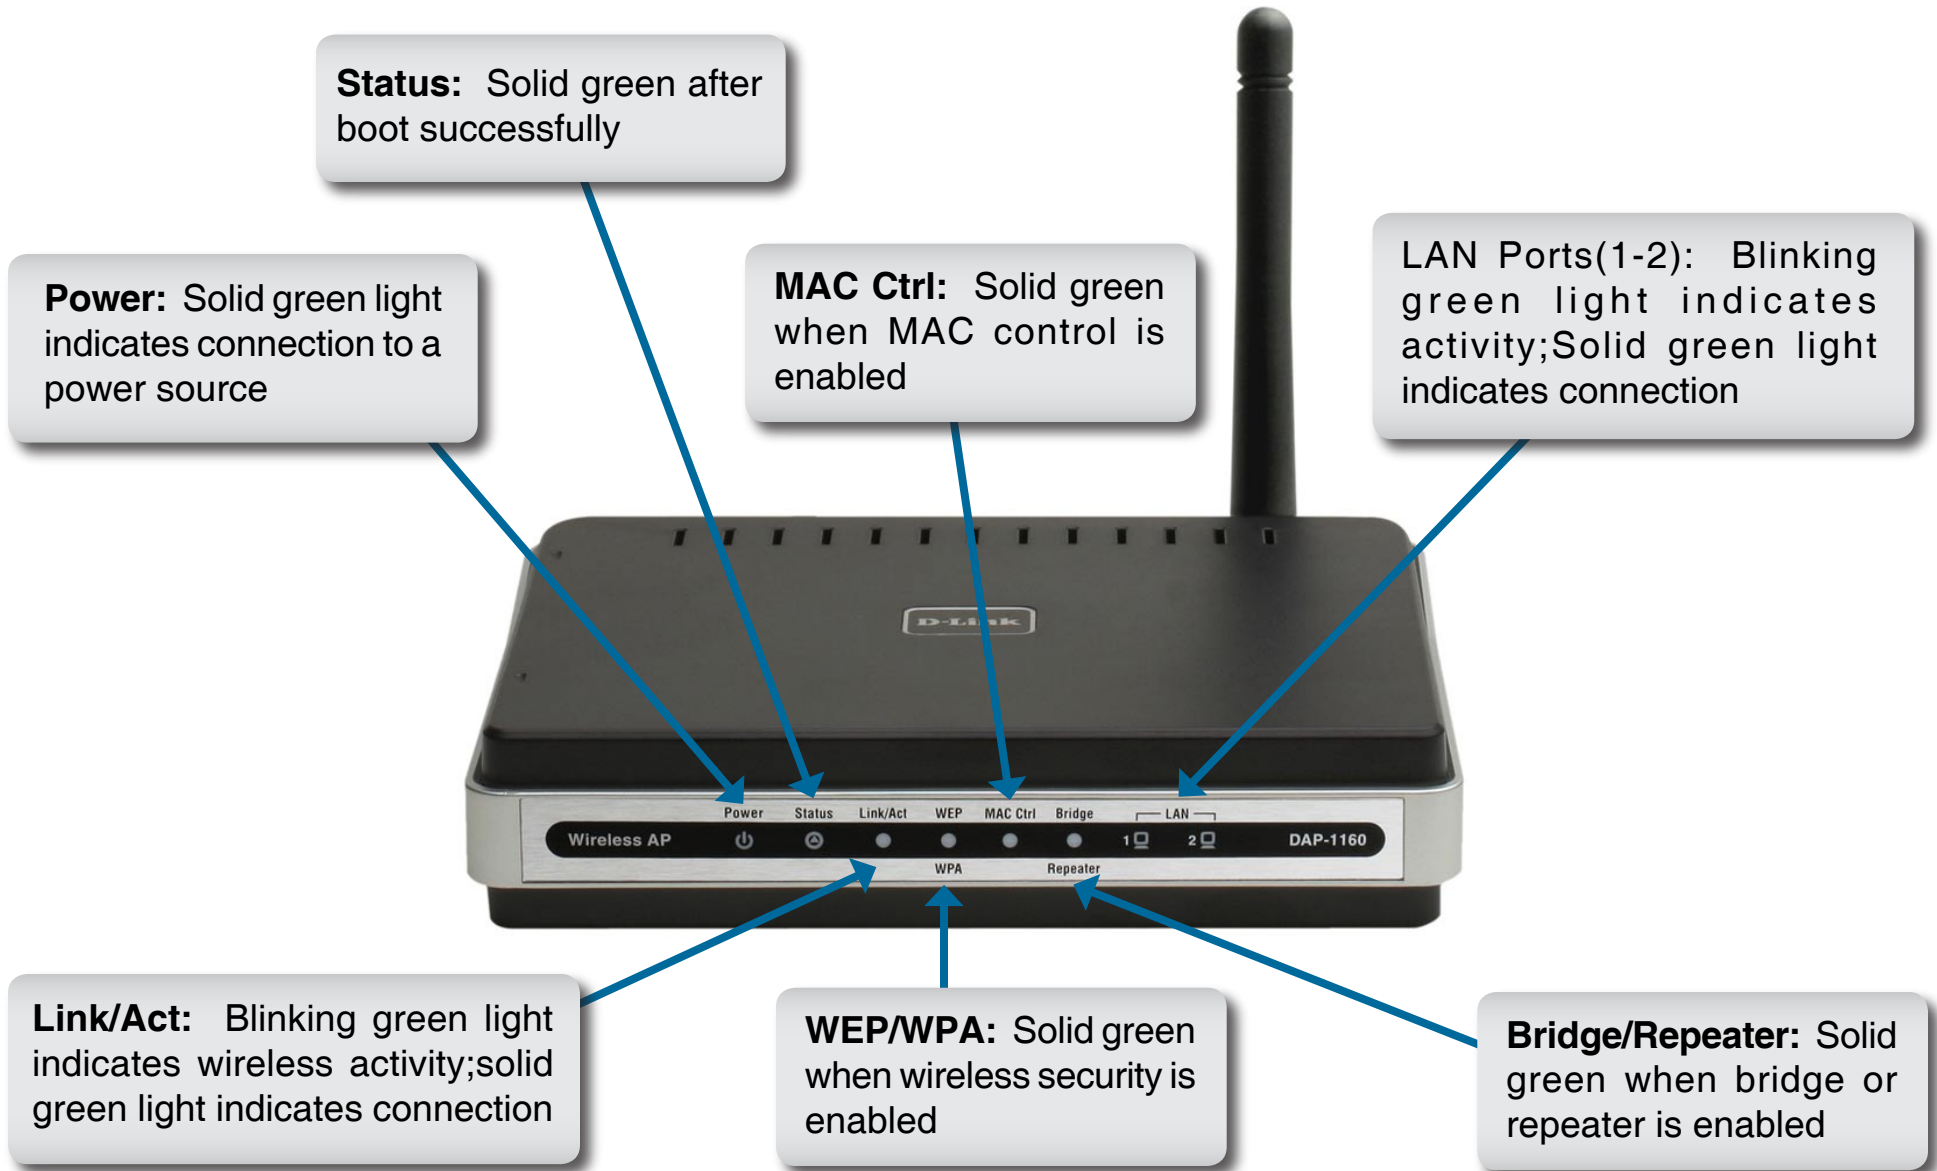 Status: Solid green after
boot successfully
Power: Solid green light
indicates connection to a
power source
MAC Ctrl: Solid green
when MAC control is
enabled
LAN Ports(1-2): Blinking
green light indicates
activity;Solid green light
indicates connection
D-Link
Power Status Link/Act WEP MAC Ctrl Bridge LAN
Wireless AP 1 2 DAP-1160
WPA Repeater
Link/Act: Blinking green light
indicates wireless activity;solid
green light indicates connection
WEP/WPA: Solid green
when wireless security is
enabled
Bridge/Repeater: Solid
green when bridge or
repeater is enabled